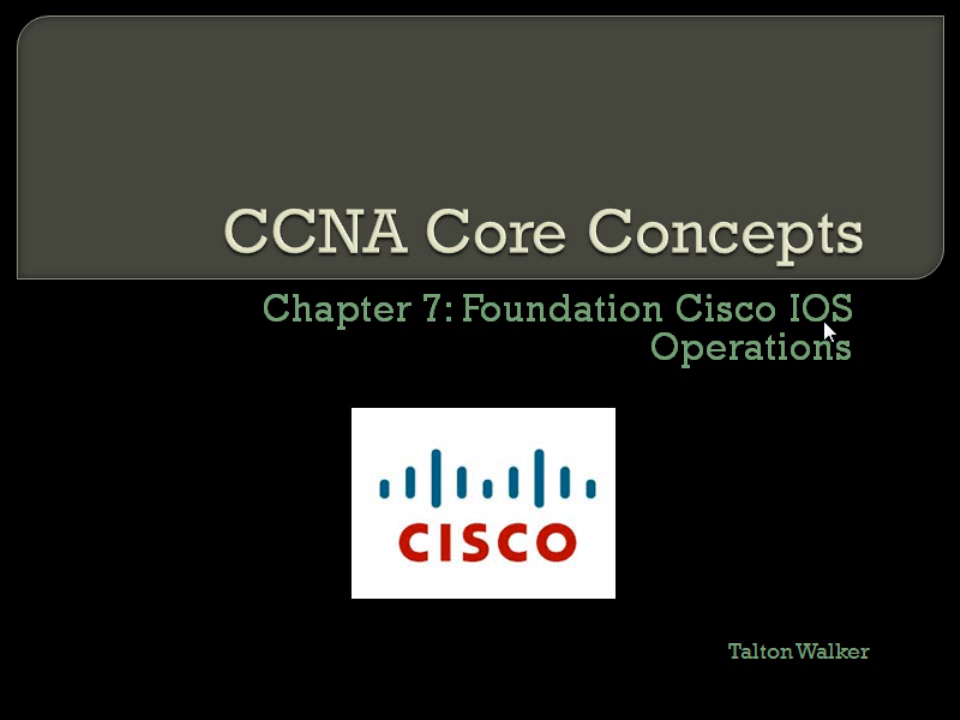 CCNA Core Concepts
Chapter 7: Foundation Cisco IOS
Operations
CISCO
Talton Walker